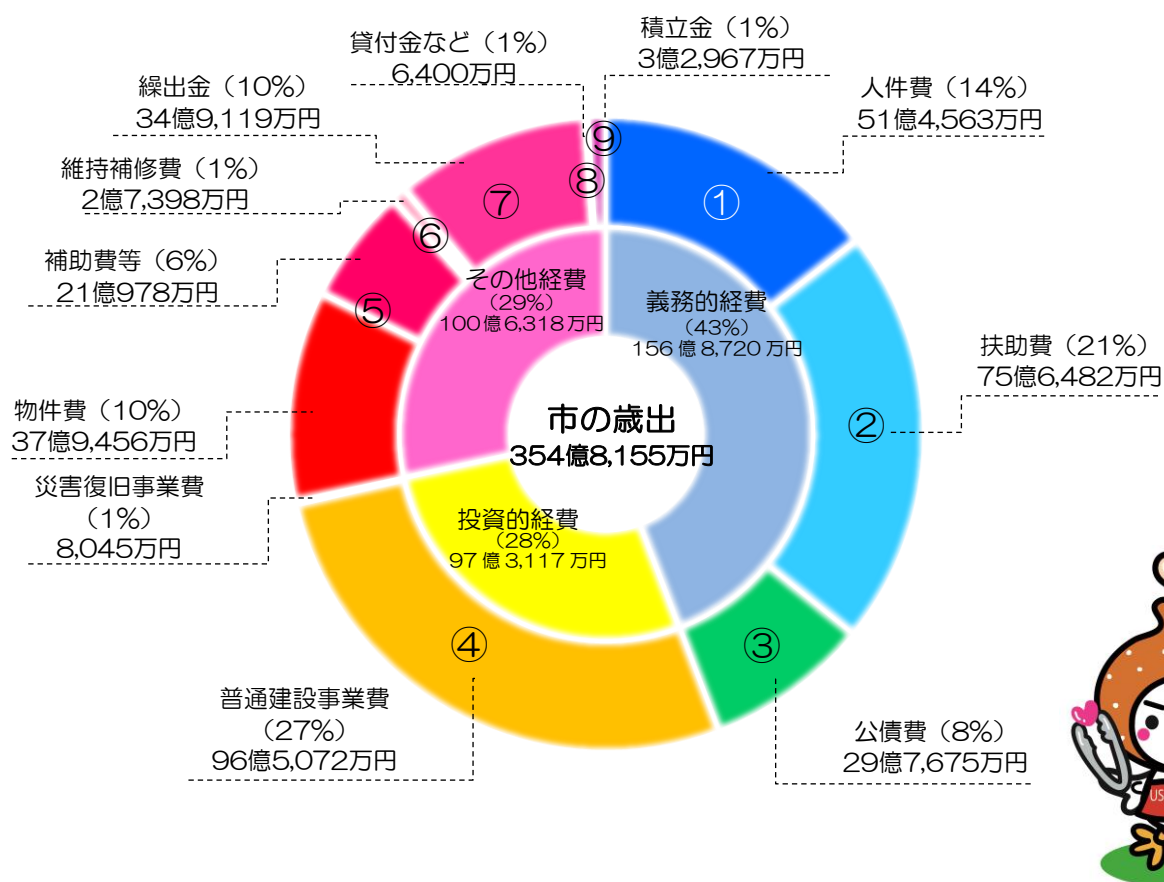 貸付金など（1%）
6,400万円
積立金（1%）
3億2,967万円
繰出金（10%）
34億9,119万円
人件費（14%）
51億4,563万円
維持補修費（1%）
2億7,398万円
補助費等（6%）
21億978万円
物件費（10%）
37億9,456万円
災害復旧事業費
（1%）
8,045万円
扶助費（21%）
75億6,482万円
普通建設事業費
（27%）
96億5,072万円
公債費（8%）
29億7,675万円
⑨
⑧
⑦
①
⑥
⑤
②
④
③
その他経費
（29%）
100億6,318万円
義務的経費
（43%）
156億8,720万円
市の歳出
354億8,155万円
投資的経費
（28%）
97億3,117万円
US